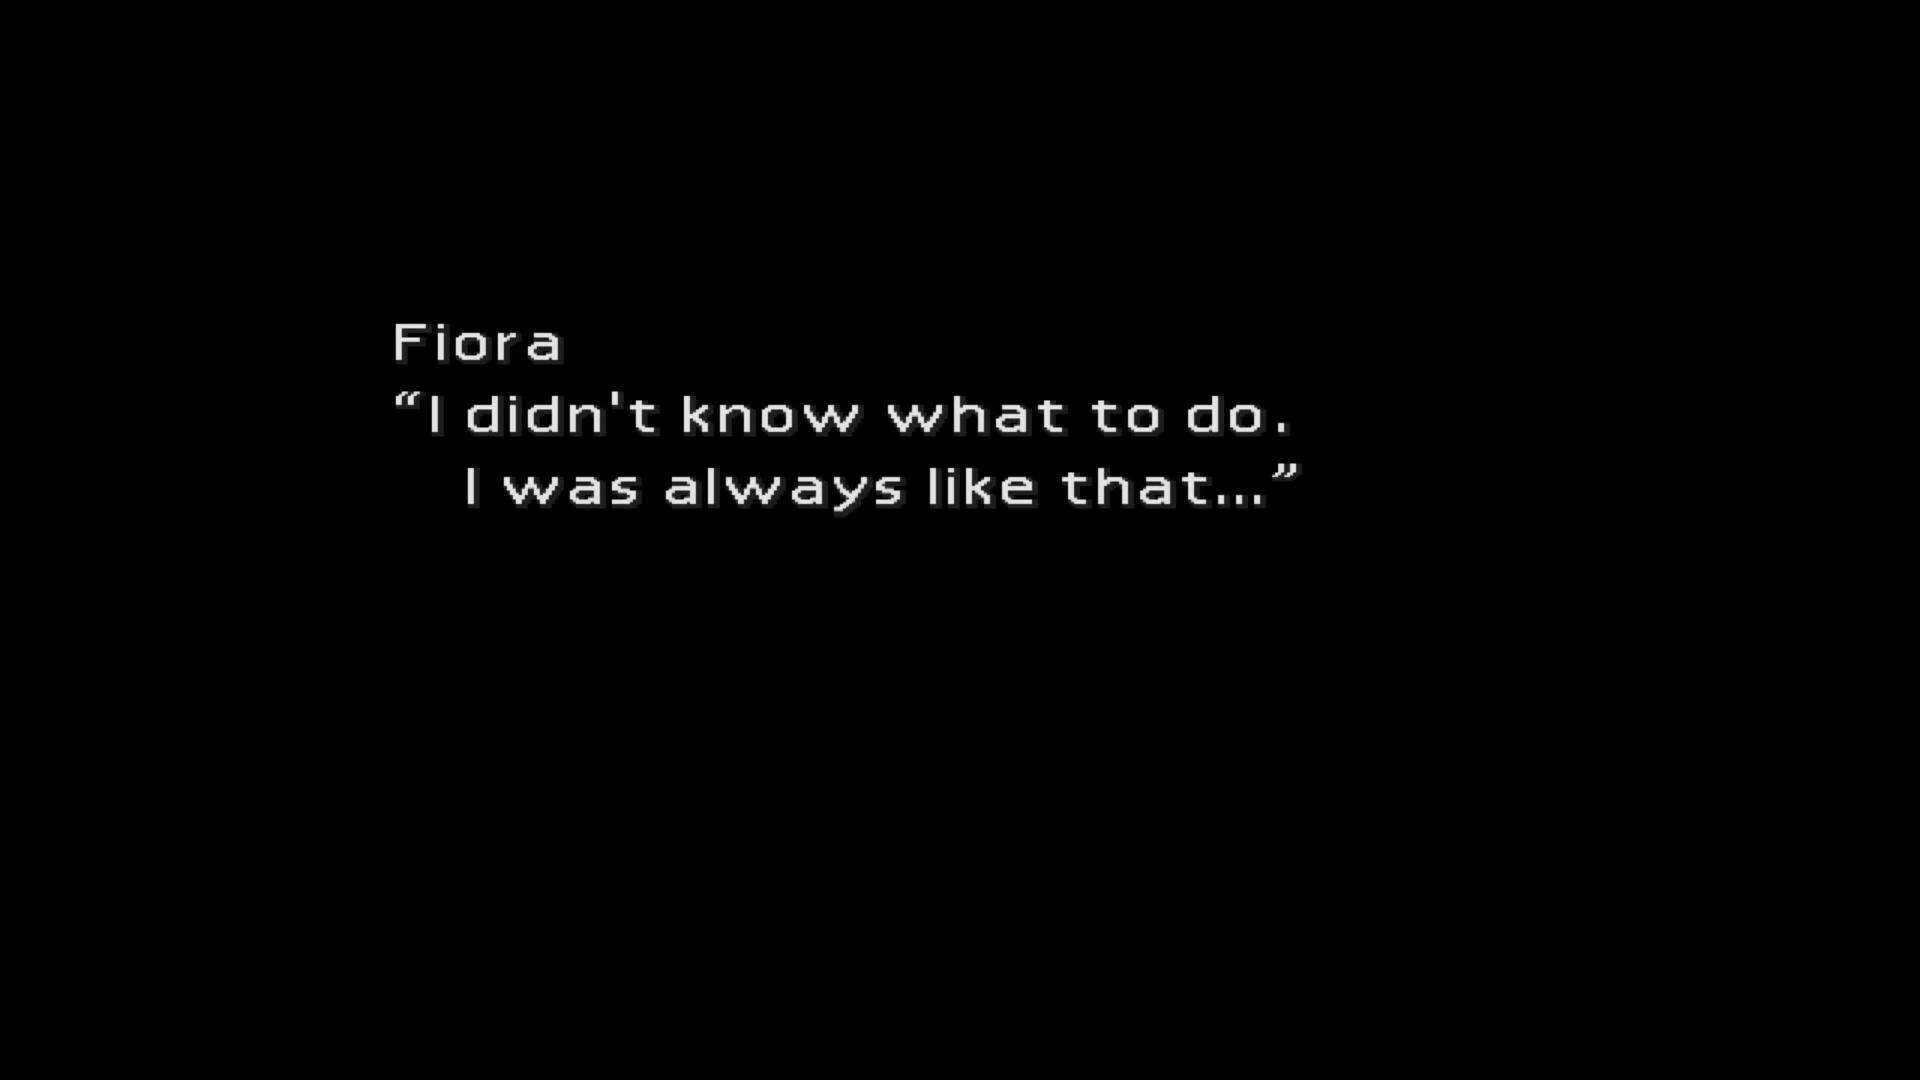 Fiora
“I didn't know what to do.
I was always like that...”